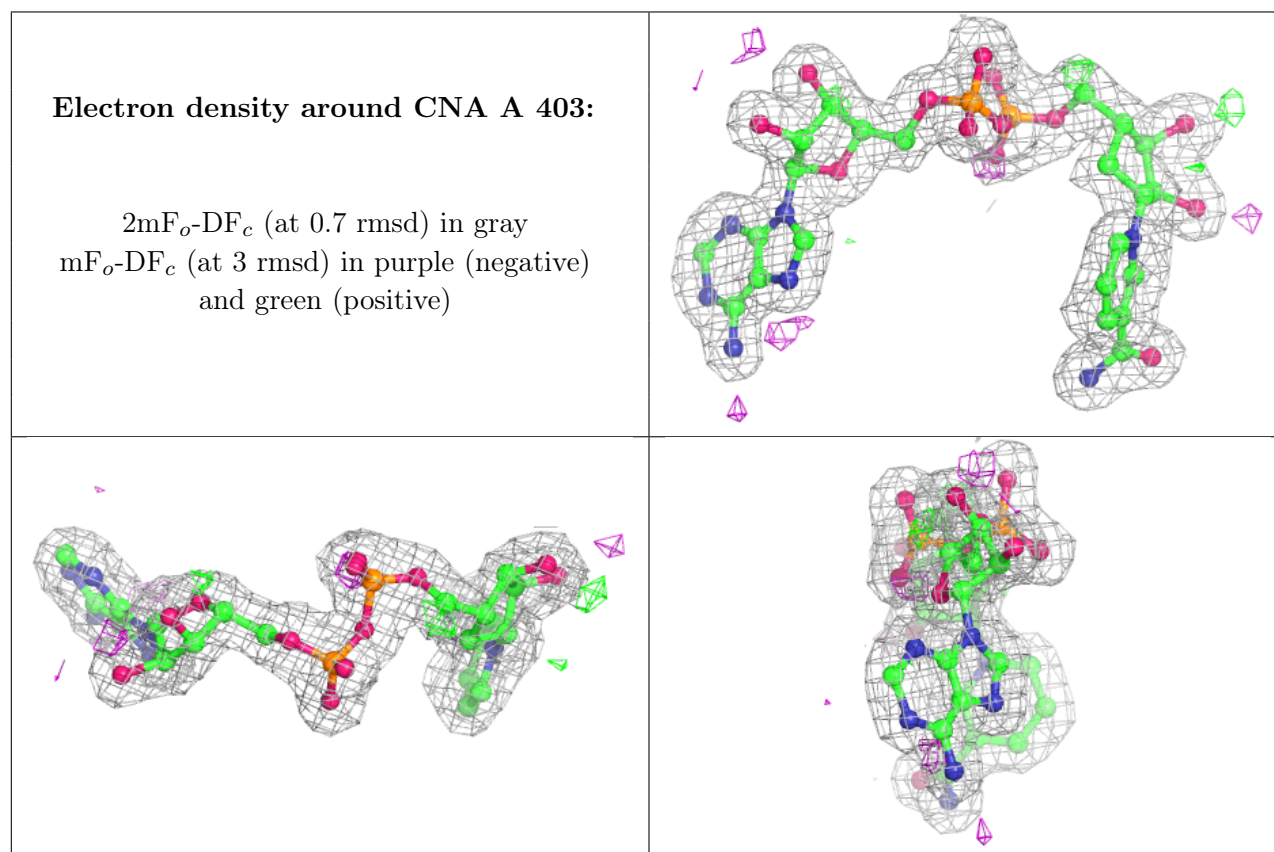 Electron density around CNA A 403:
2mFₒ-DF𝒸 (at 0.7 rmsd) in gray
mFₒ-DF𝒸 (at 3 rmsd) in purple (negative)
and green (positive)